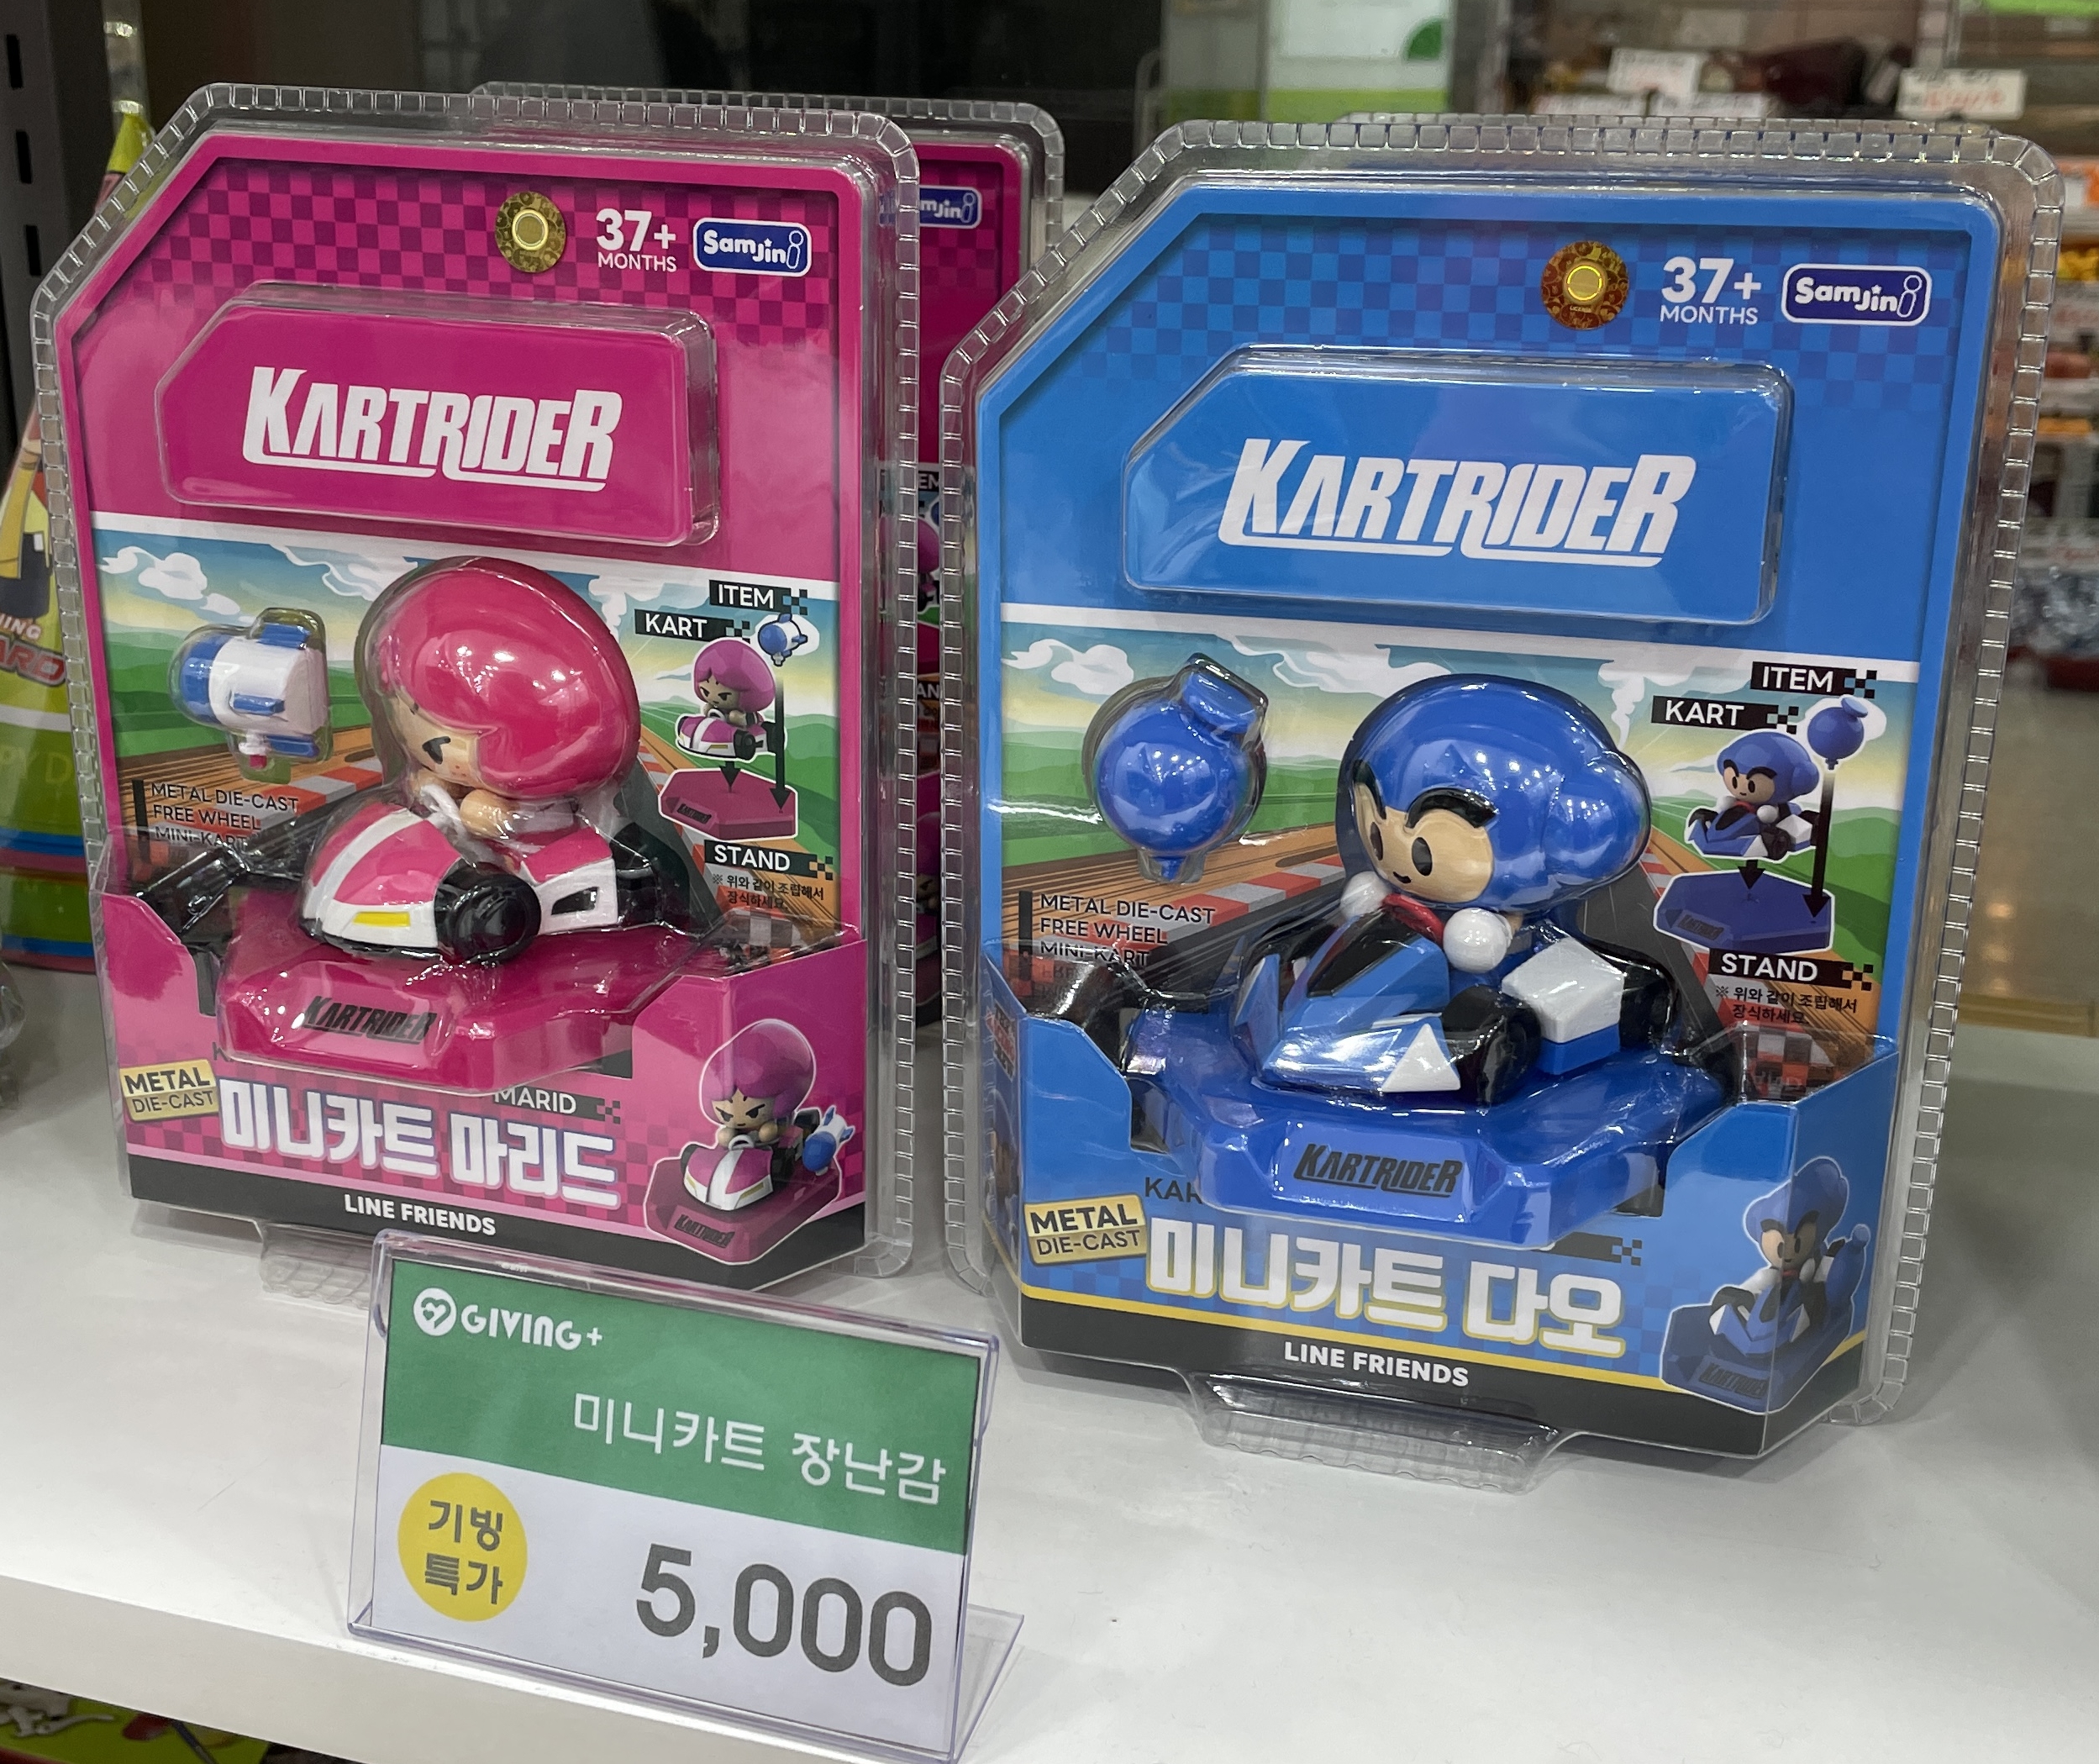 37+
MONTHS
Samjin
KARTRIDER
ITEM
KART
STAND
※ 위와 같이 조립해서
장식하세요
METAL DIE-CAST
FREE WHEEL
MINI-KART
KARTRIDER
METAL
DIE-CAST
MARID
미니카트 마리드
LINE FRIENDS
37+
MONTHS
Samjin
KARTRIDER
ITEM
KART
STAND
※ 위와 같이 조립해서
장식하세요
METAL DIE-CAST
FREE WHEEL
MINI-KART
KARTRIDER
KAR
METAL
DIE-CAST
미니카트 다오
LINE FRIENDS
GIVING+
미니카트 장난감
기빙
특가
5,000